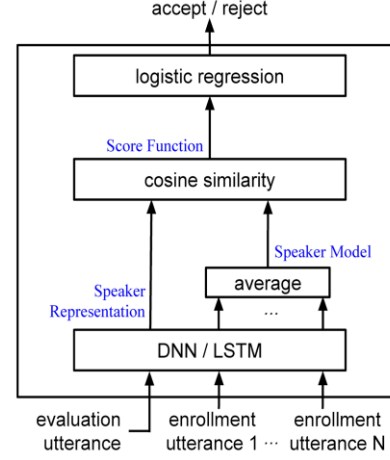 accept / reject
logistic regression
Score Function
cosine similarity
Speaker Model
average
Speaker
Representation
...
DNN / LSTM
evaluation
utterance
enrollment
utterance 1
...
enrollment
utterance N